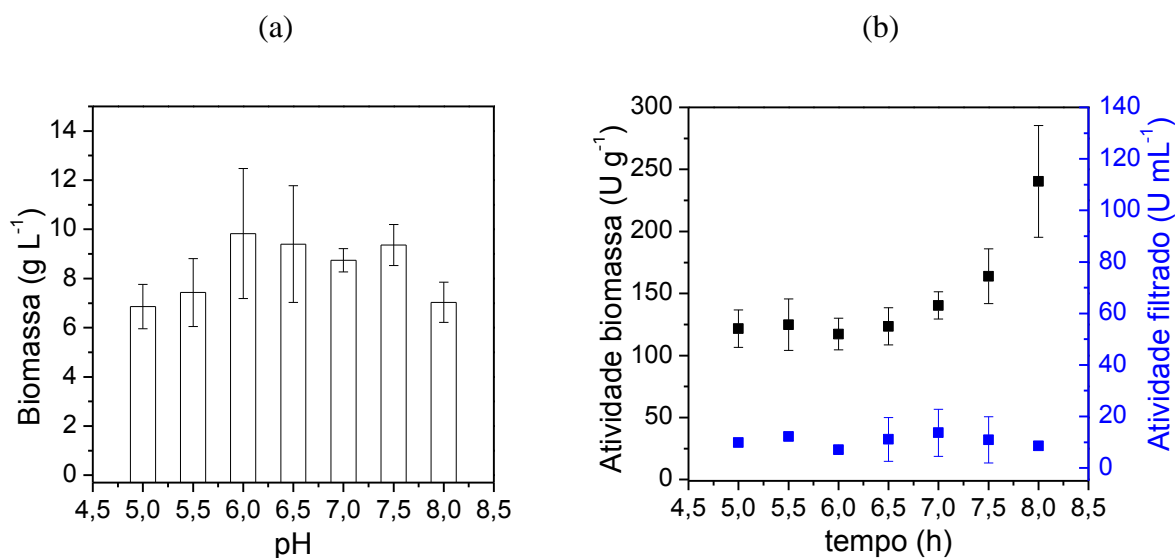 (a)
(b)
Biomassa (g L⁻¹)
14
12
10
8
6
4
2
0
4,5 5,0 5,5 6,0 6,5 7,0 7,5 8,0 8,5
pH
Atividade biomassa (U g⁻¹)
300
250
200
150
100
50
0
4,5 5,0 5,5 6,0 6,5 7,0 7,5 8,0 8,5
tempo (h)
140
120
100
80
60
40
20
0
Atividade filtrado (U mL⁻¹)